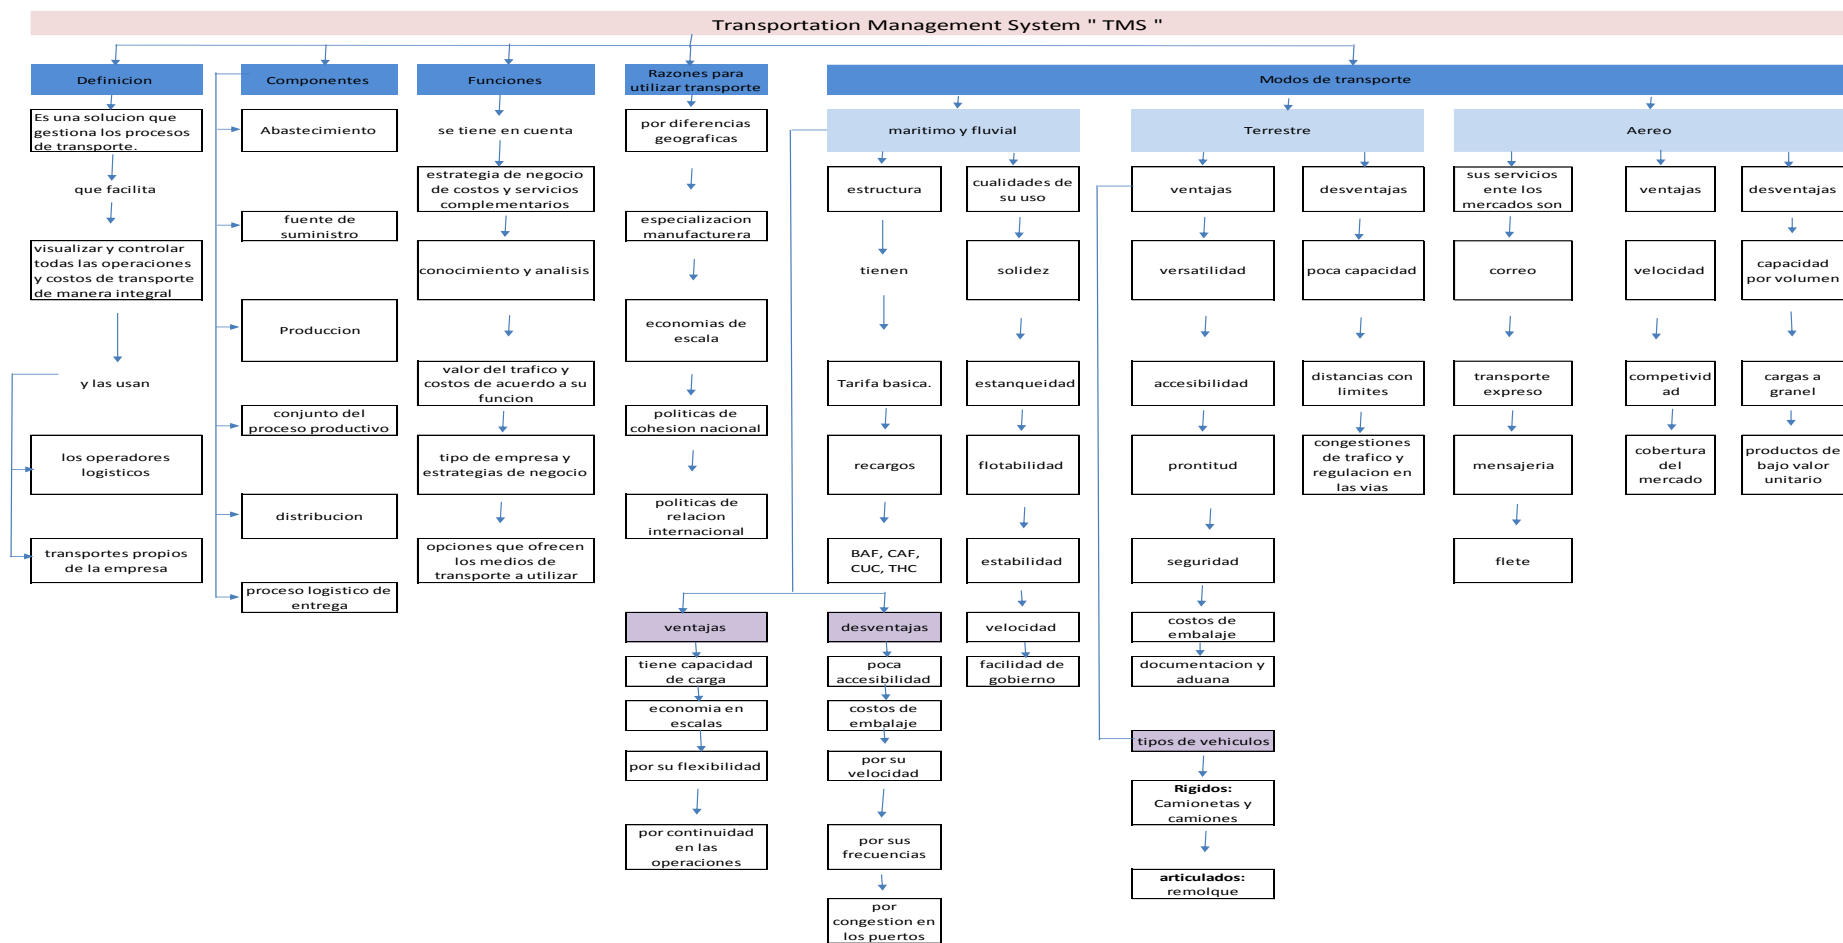 Transportation Management System " TMS "
Definicion
Es una solucion que
gestiona los procesos
de transporte.
que facilita
visualizar y controlar
todas las operaciones
y costos de transporte
de manera integral
y las usan
los operadores
logisticos
transportes propios
de la empresa
Componentes
Abastecimiento
fuente de
suministro
Produccion
conjunto del
proceso productivo
distribucion
proceso logistico de
entrega
Funciones
se tiene en cuenta
estrategia de negocio
de costos y servicios
complementarios
conocimiento y analisis
valor del trafico y
costos de acuerdo a su
funcion
tipo de empresa y
estrategias de negocio
opciones que ofrecen
los medios de
transporte a utilizar
Razones para
utilizar transporte
por diferencias
geograficas
especializacion
manufacturera
economias de
escala
politicas de
cohesion nacional
politicas de
relacion
internacional
Modos de transporte
maritimo y fluvial
estructura
tienen
Tarifa basica.
recargos
BAF, CAF,
CUC, THC
cualidades de
su uso
solidez
estanqueidad
flotabilidad
estabilidad
velocidad
facilidad de
gobierno
ventajas
tiene capacidad
de carga
economia en
escalas
por su flexibilidad
por continuidad
en las
operaciones
desventajas
poca
accesibilidad
costos de
embalaje
por su
velocidad
por sus
frecuencias
por
congestion en
los puertos
Terrestre
ventajas
versatilidad
accesibilidad
prontitud
seguridad
costos de
embalaje
documentacion y
aduana
desventajas
poca capacidad
distancias con
limites
congestiones
de trafico y
regulacion en
las vias
tipos de vehiculos
Rigidos:
Camionetas y
camiones
articulados:
remolque
Aereo
sus servicios
ente los
mercados son
correo
transporte
expreso
mensajeria
flete
ventajas
velocidad
competivid
ad
cobertura
del
mercado
desventajas
capacidad
por volumen
cargas a
granel
productos de
bajo valor
unitario